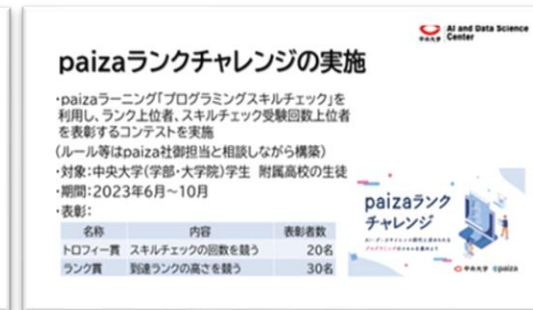 中央大学 AI and Data Science
Center
paizaランクチャレンジの実施
・paizaラーニング「プログラミングスキルチェック」を
利用し、ランク上位者、スキルチェック受験回数上位者
を表彰するコンテストを実施
(ルール等はpaiza社御担当と相談しながら構築)
・対象:中央大学(学部・大学院)学生 附属高校の生徒
・期間:2023年6月~10月
・表彰:
名称 内容 表彰者数
トロフィー賞 スキルチェックの回数を競う 20名
ランク賞 到達ランクの高さを競う 30名
paizaランク
チャレンジ
中央大学 paiza